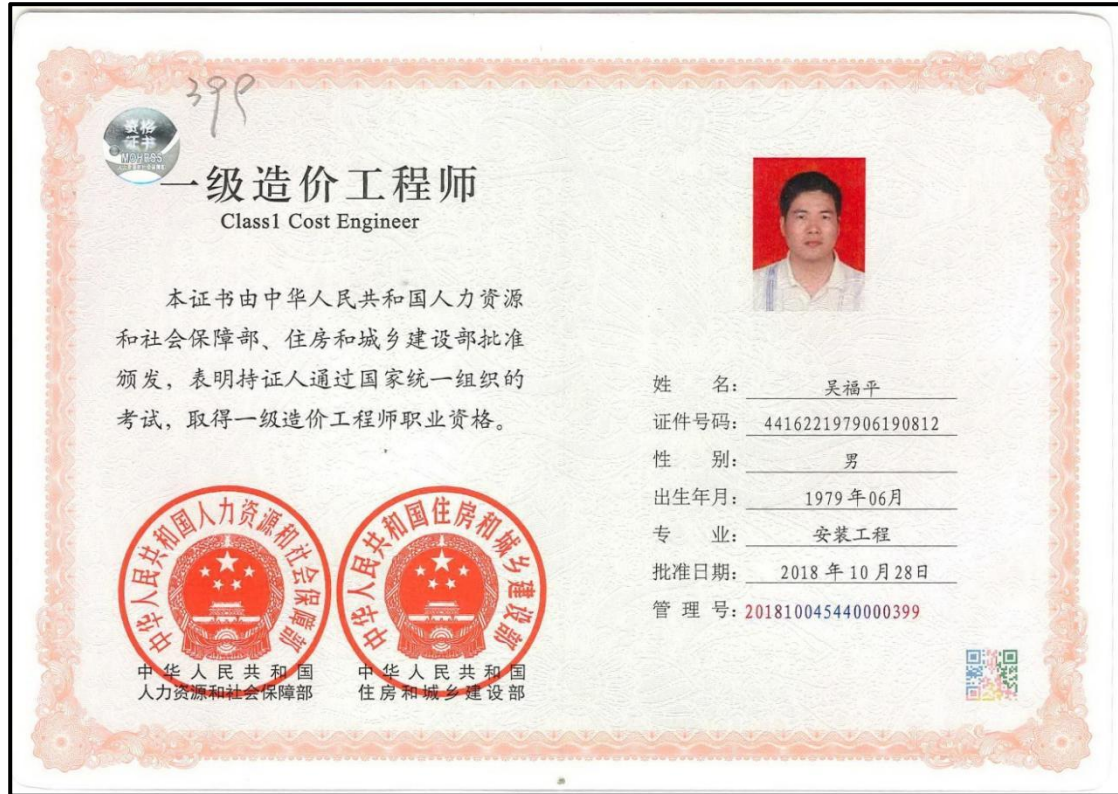 399
资格
证书
MOHRSS
一级造价工程师
Class1 Cost Engineer
本证书由中华人民共和国人力资源
和社会保障部、住房和城乡建设部批准
颁发，表明持证人通过国家统一组织的
考试，取得一级造价工程师职业资格。
中华人民共和国人力资源和社会保障部
中华人民共和国住房和城乡建设部
中华人民共和国
人力资源和社会保障部
中华人民共和国
住房和城乡建设部
姓 名：吴福平
证件号码：441622197906190812
性 别：男
出生年月：1979年06月
专 业：安装工程
批准日期：2018年10月28日
管 理 号：201810045440000399